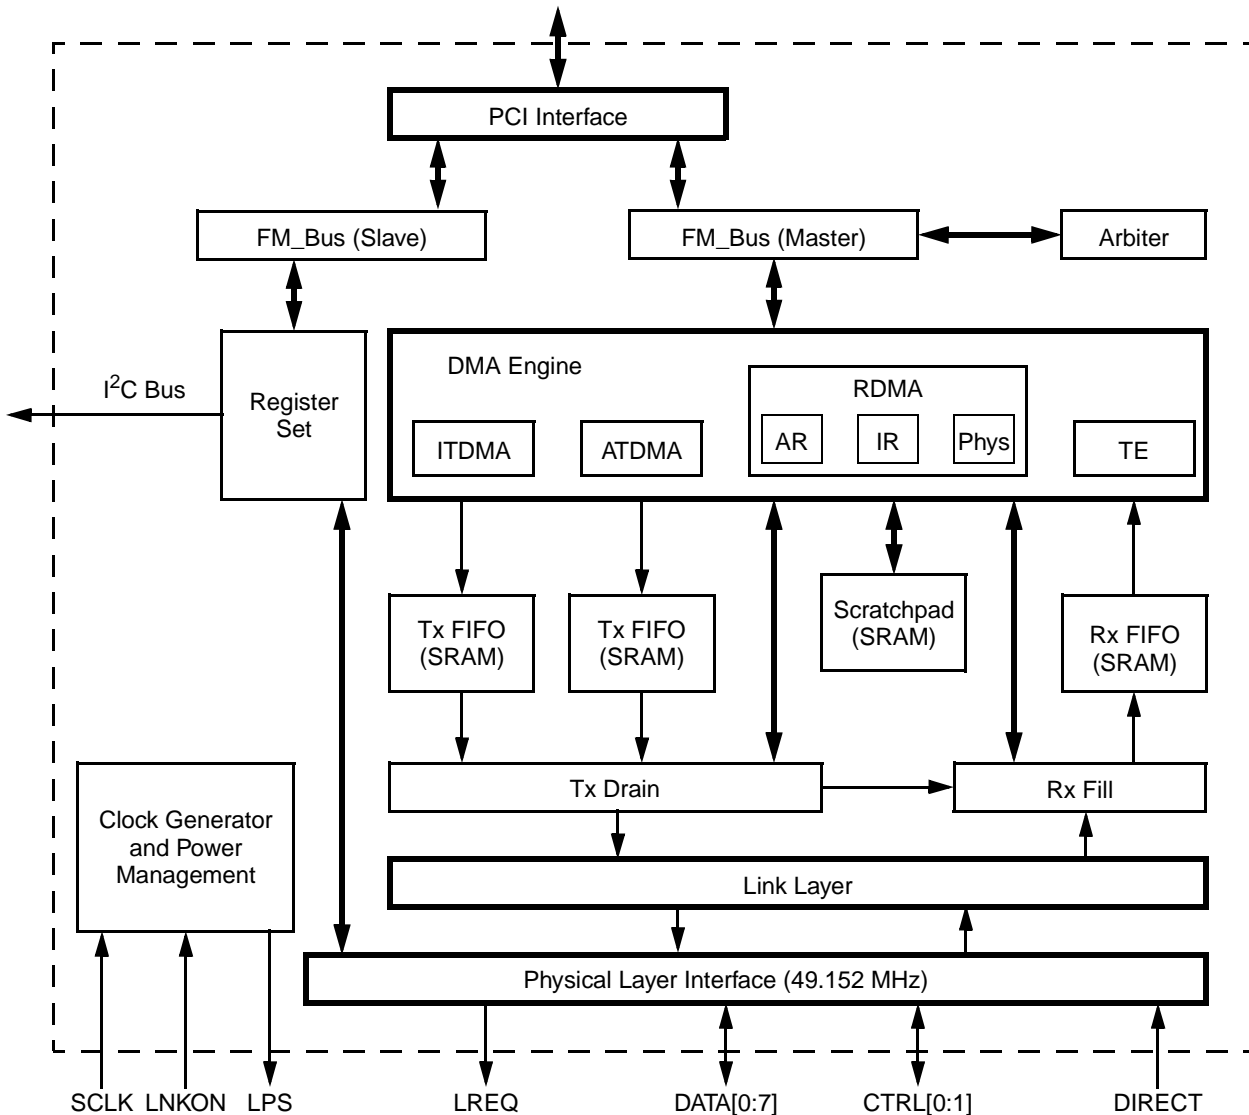 PCI Interface
FM_Bus (Slave)
FM_Bus (Master)
Arbiter
I²C Bus
Register
Set
DMA Engine
RDMA
ITDMA
ATDMA
AR
IR
Phys
TE
Tx FIFO
(SRAM)
Tx FIFO
(SRAM)
Scratchpad
(SRAM)
Rx FIFO
(SRAM)
Clock Generator
and Power
Management
Tx Drain
Rx Fill
Link Layer
Physical Layer Interface (49.152 MHz)
SCLK
LNKON
LPS
LREQ
DATA[0:7]
CTRL[0:1]
DIRECT